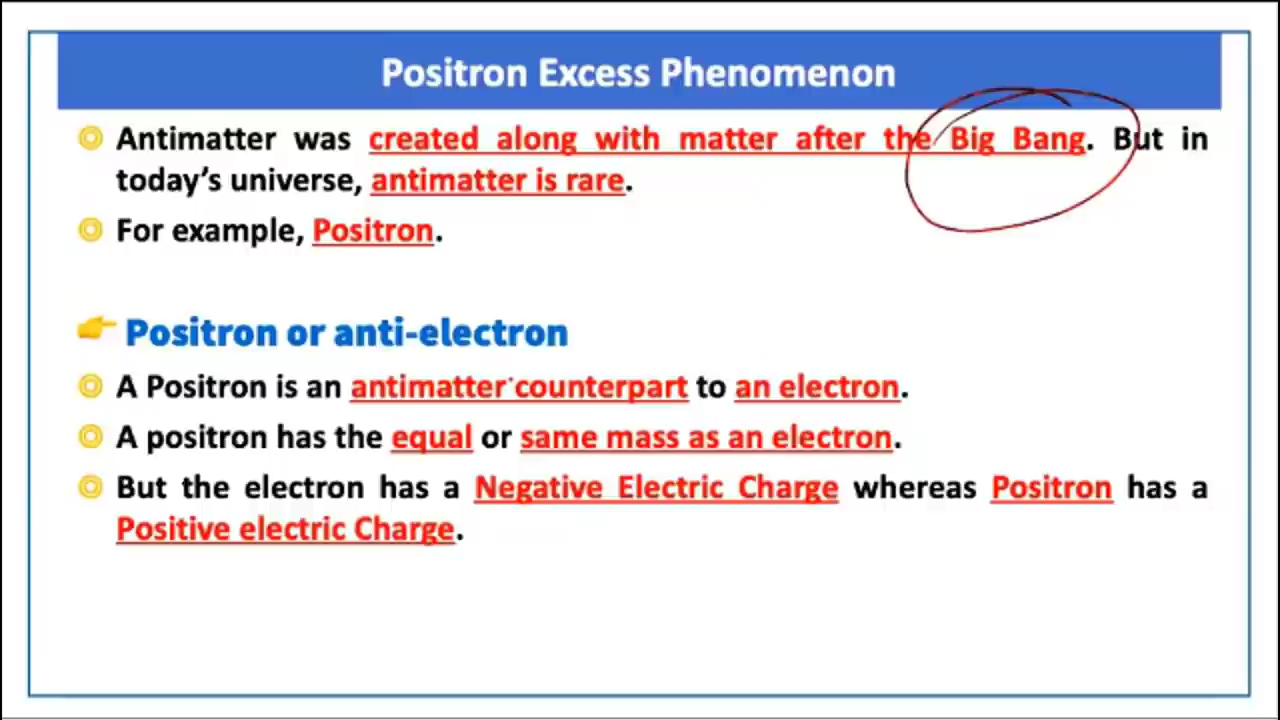 Positron Excess Phenomenon
Antimatter was created along with matter after the Big Bang. But in
today’s universe, antimatter is rare.
For example, Positron.
Positron or anti-electron
A Positron is an antimatter counterpart to an electron.
A positron has the equal or same mass as an electron.
But the electron has a Negative Electric Charge whereas Positron has a
Positive electric Charge.